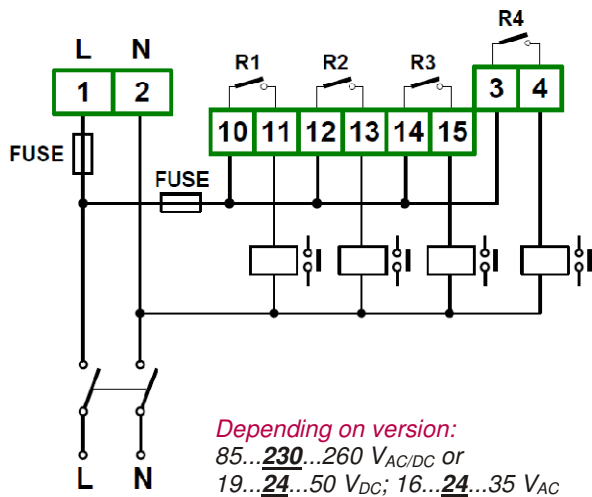 R4
L N R1 R2 R3
1 2 3 4
10 11 12 13 14 15
FUSE
FUSE
L N
Depending on version:
85...230...260 VAC/DC or
19...24...50 VDC; 16...24...35 VAC